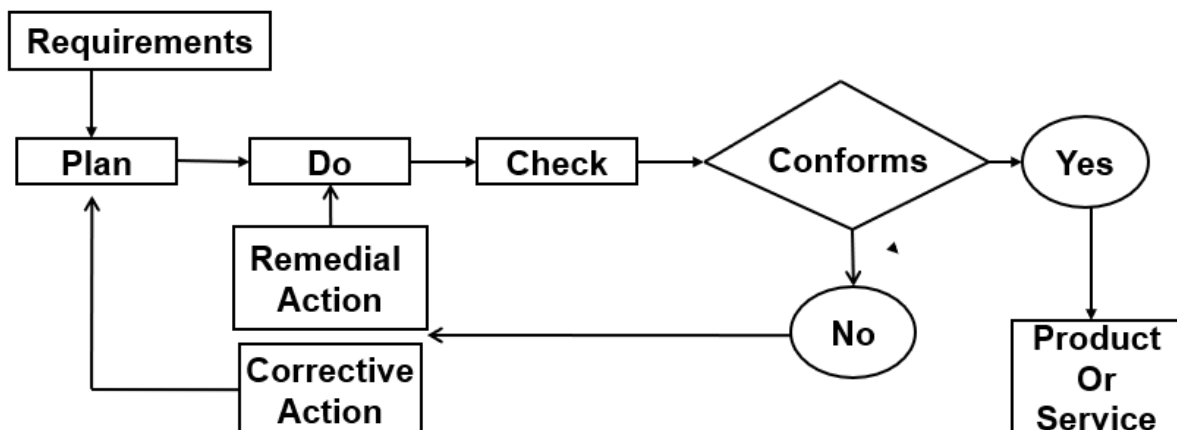 Requirements
Plan
Do
Check
Conforms
Yes
Remedial
Action
No
Corrective
Action
Product
Or
Service